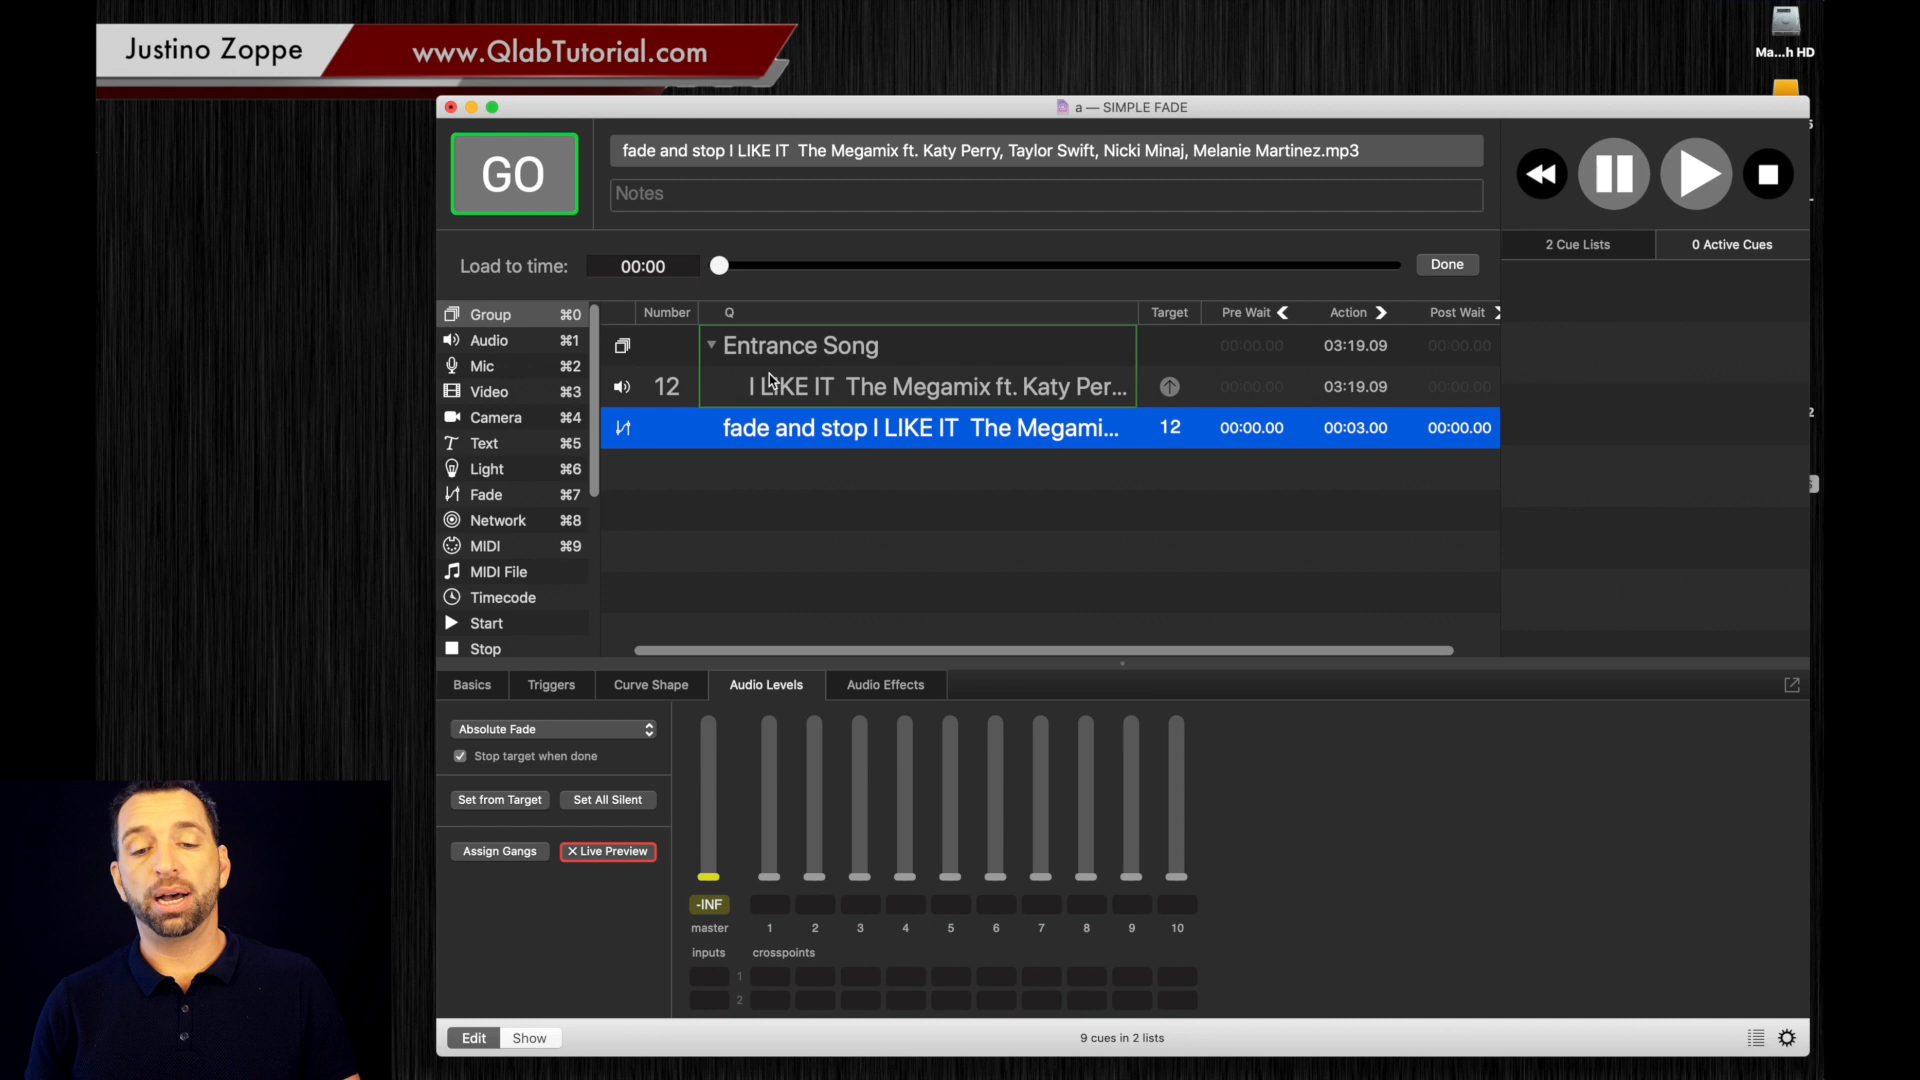 Justino Zoppe
www.QlabTutorial.com
Ma...h HD
a — SIMPLE FADE
GO
fade and stop I LIKE IT  The Megamix ft. Katy Perry, Taylor Swift, Nicki Minaj, Melanie Martinez.mp3
Notes
2 Cue Lists
0 Active Cues
Load to time:
00:00
Done
Number
Q
Target
Pre Wait
Action
Post Wait
Entrance Song
00:00.00
03:19.09
00:00.00
12
I LIKE IT  The Megamix ft. Katy Per...
00:00.00
03:19.09
00:00.00
fade and stop I LIKE IT  The Megami...
12
00:00.00
00:03.00
00:00.00
Group ⌘0
Audio ⌘1
Mic ⌘2
Video ⌘3
Camera ⌘4
Text ⌘5
Light ⌘6
Fade ⌘7
Network ⌘8
MIDI ⌘9
MIDI File
Timecode
Start
Stop
Basics
Triggers
Curve Shape
Audio Levels
Audio Effects
Absolute Fade
Stop target when done
Set from Target
Set All Silent
Assign Gangs
Live Preview
-INF
master 1 2 3 4 5 6 7 8 9 10
inputs crosspoints
1
2
Edit
Show
9 cues in 2 lists